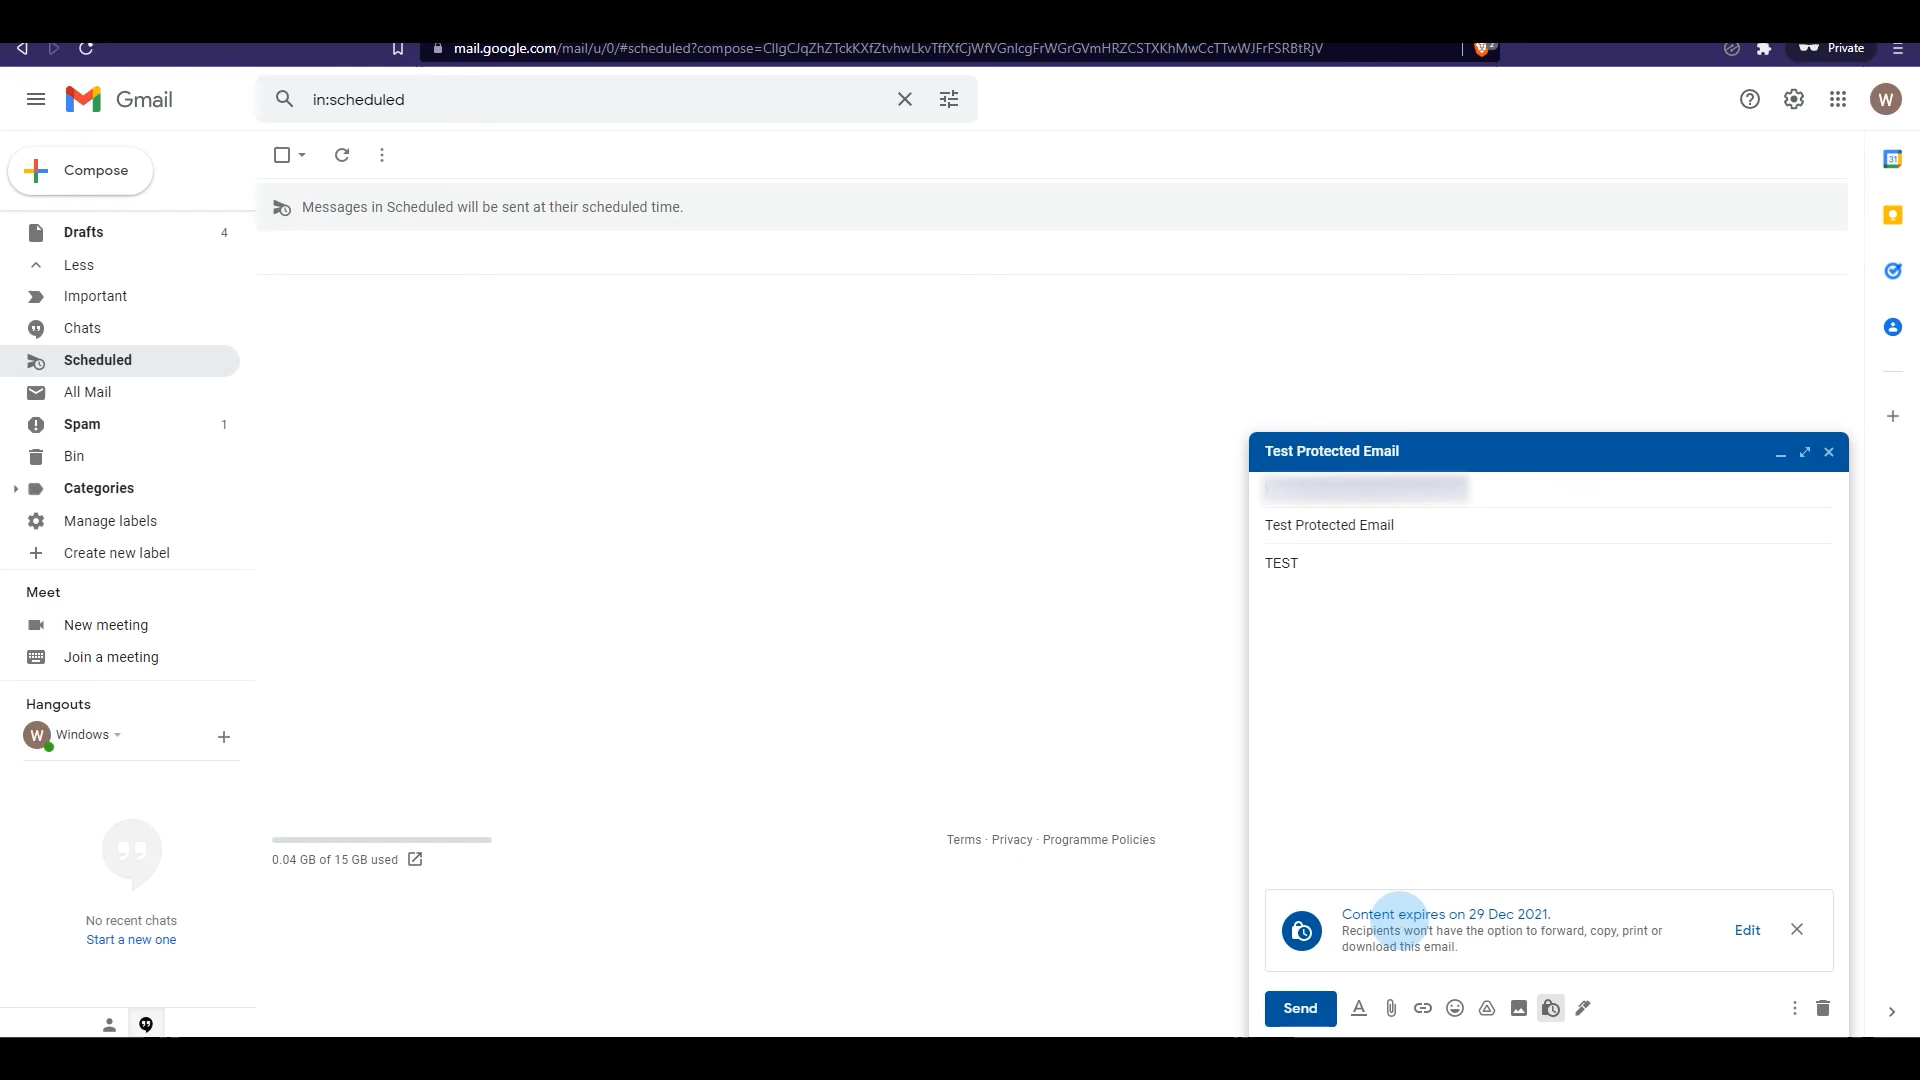 mail.google.com/mail/u/0/#scheduled?compose=CllgCJqZhZTckKXfZtvhwLkvTffXfCjWfVGnlcgFrWGrGVmHRZCSTXKhMwCcTTwWJFrFSRBtRjV
Private
Gmail
in:scheduled
W
Compose
Messages in Scheduled will be sent at their scheduled time.
Drafts 4
Less
Important
Chats
Scheduled
All Mail
Spam 1
Bin
Categories
Manage labels
Create new label
Meet
New meeting
Join a meeting
Hangouts
W Windows
No recent chats
Start a new one
0.04 GB of 15 GB used
Terms · Privacy · Programme Policies
31
Test Protected Email
Test Protected Email
TEST
Content expires on 29 Dec 2021.
Recipients won't have the option to forward, copy, print or
download this email.
Edit
Send